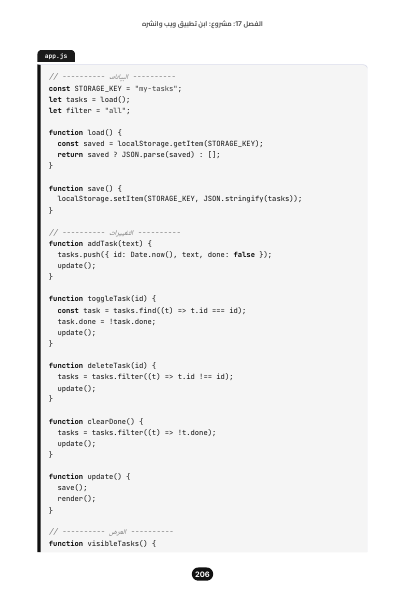 الفصل 17: مشروع: ابن تطبيق ويب وانشره
app.js
// ---------- البيانات ----------
const STORAGE_KEY = "my-tasks";
let tasks = load();
let filter = "all";
function load() {
  const saved = localStorage.getItem(STORAGE_KEY);
  return saved ? JSON.parse(saved) : [];
}
function save() {
  localStorage.setItem(STORAGE_KEY, JSON.stringify(tasks));
}
// ---------- التغييرات ----------
function addTask(text) {
  tasks.push({ id: Date.now(), text, done: false });
  update();
}
function toggleTask(id) {
  const task = tasks.find((t) => t.id === id);
  task.done = !task.done;
  update();
}
function deleteTask(id) {
  tasks = tasks.filter((t) => t.id !== id);
  update();
}
function clearDone() {
  tasks = tasks.filter((t) => !t.done);
  update();
}
function update() {
  save();
  render();
}
// ---------- العرض ----------
function visibleTasks() {
206